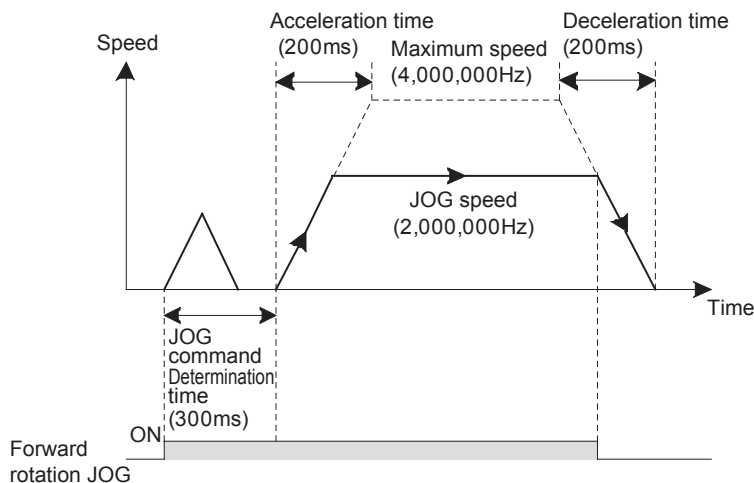 Acceleration time
(200ms)
Deceleration time
(200ms)
Maximum speed
(4,000,000Hz)
Speed
JOG speed
(2,000,000Hz)
Time
JOG
command
Determination
time
(300ms)
ON
Forward
rotation JOG